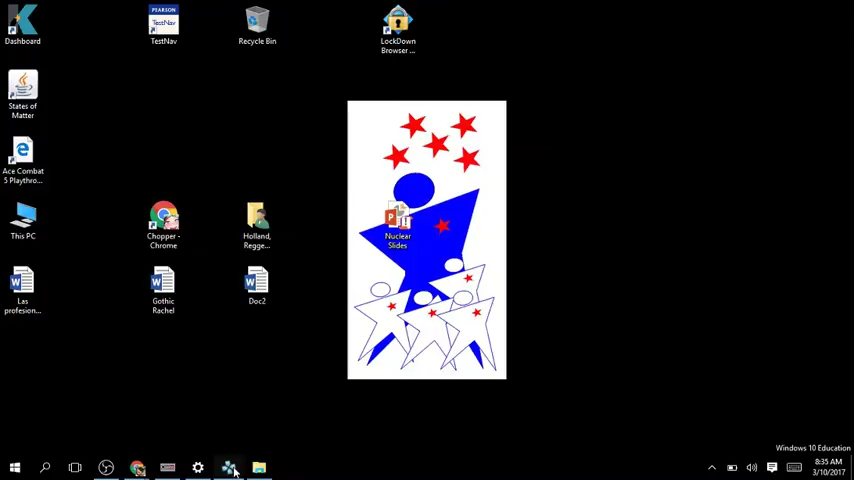 Dashboard
PEARSON
TestNav
TestNav
Recycle Bin
LockDown
Browser ...
States of
Matter
Ace Combat
5 Playthro...
Nuclear
Slides
This PC
Chopper -
Chrome
Holland,
Regge...
Las
profesion...
Gothic
Rachel
Doc2
Windows 10 Education
8:35 AM
3/10/2017